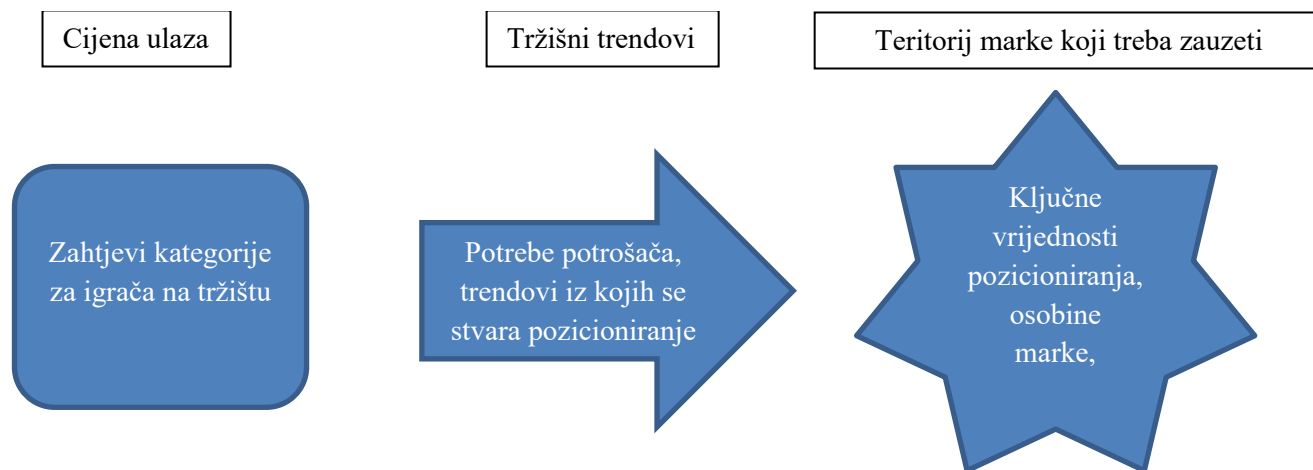 Cijena ulaza
Tržišni trendovi
Teritorij marke koji treba zauzeti
Zahtjevi kategorije
za igrača na tržištu
Potrebe potrošača,
trendovi iz kojih se
stvara pozicioniranje
Ključne
vrijednosti
pozicioniranja,
osobine
marke,